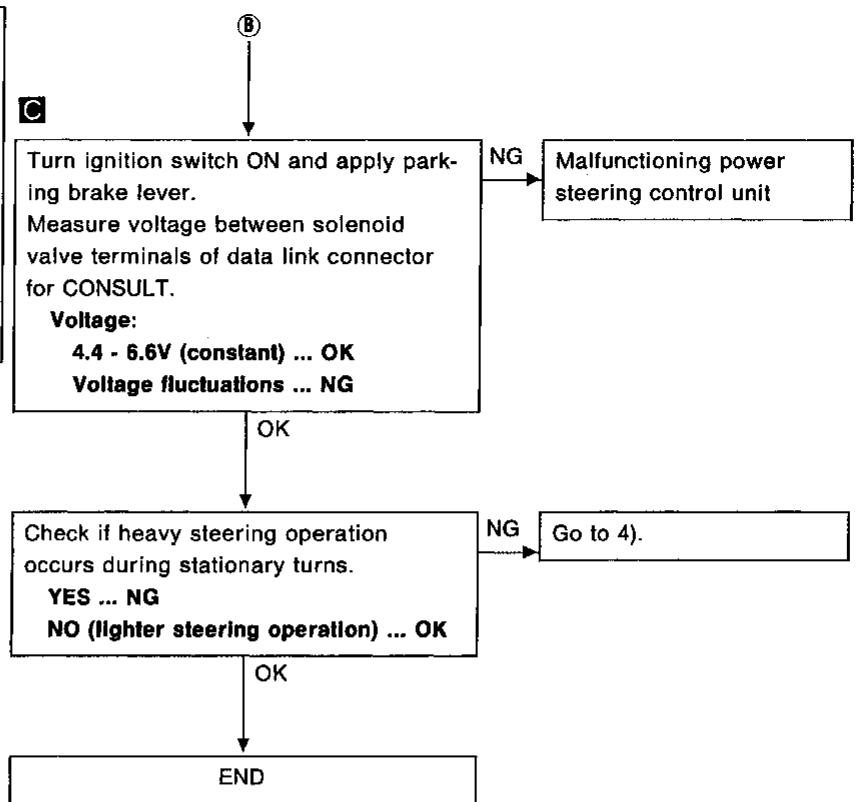 Ⓑ
C
Turn ignition switch ON and apply park-
ing brake lever.
Measure voltage between solenoid
valve terminals of data link connector
for CONSULT.
Voltage:
4.4 - 6.6V (constant) ... OK
Voltage fluctuations ... NG
NG
Malfunctioning power
steering control unit
OK
Check if heavy steering operation
occurs during stationary turns.
YES ... NG
NO (lighter steering operation) ... OK
NG
Go to 4).
OK
END